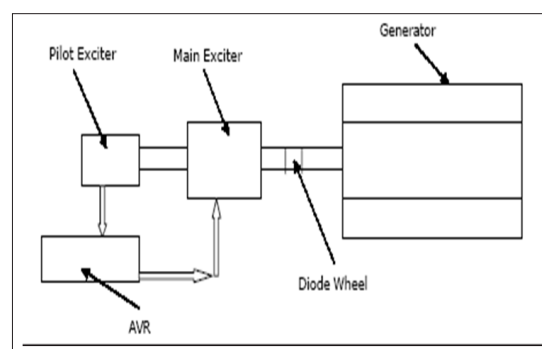 Generator
Pilot Exciter
Main Exciter
Diode Wheel
AVR